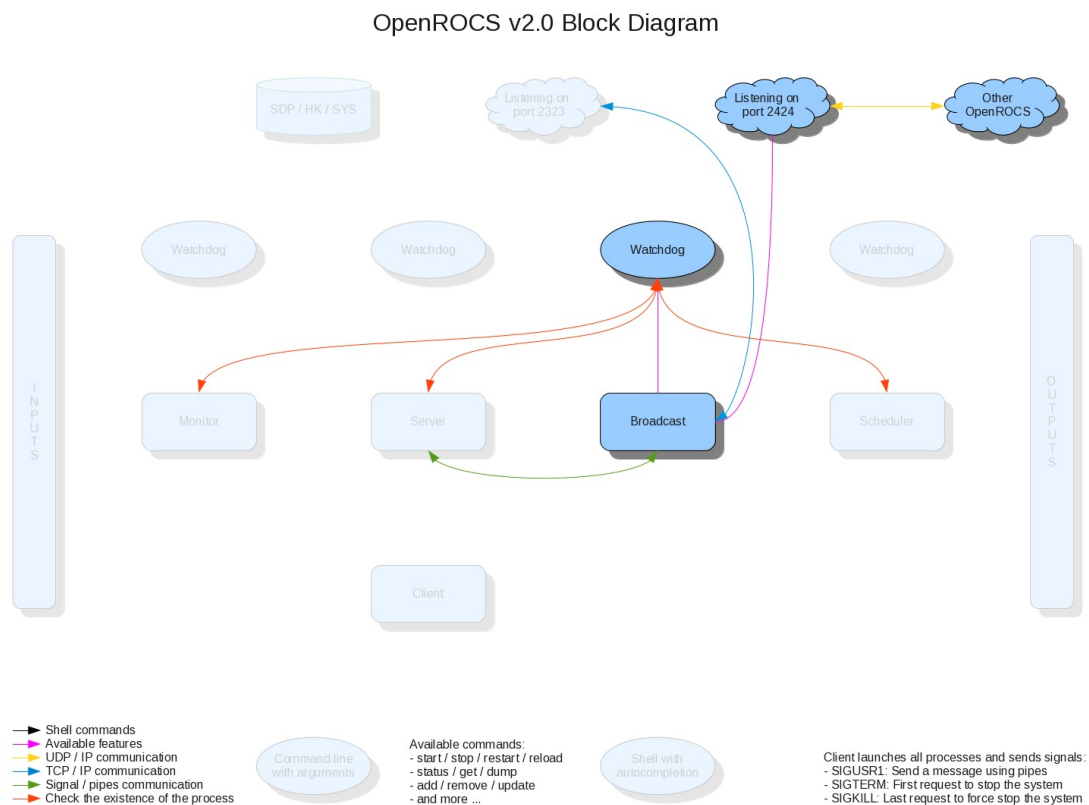 OpenROCS v2.0 Block Diagram
SDP / HK / SYS
Listening on
port 2323
Listening on
port 2424
Other
OpenROCS
Watchdog
Watchdog
Watchdog
Watchdog
I
N
P
U
T
S
O
U
T
P
U
T
S
Monitor
Server
Broadcast
Scheduler
Client
Shell commands
Available features
UDP / IP communication
TCP / IP communication
Signal / pipes communication
Check the existence of the process
Command line
with arguments
Available commands:
- start / stop / restart / reload
- status / get / dump
- add / remove / update
- and more ...
Shell with
autocompletion
Client launches all processes and sends signals:
- SIGUSR1: Send a message using pipes
- SIGTERM: First request to stop the system
- SIGKILL: Last request to force stop the system